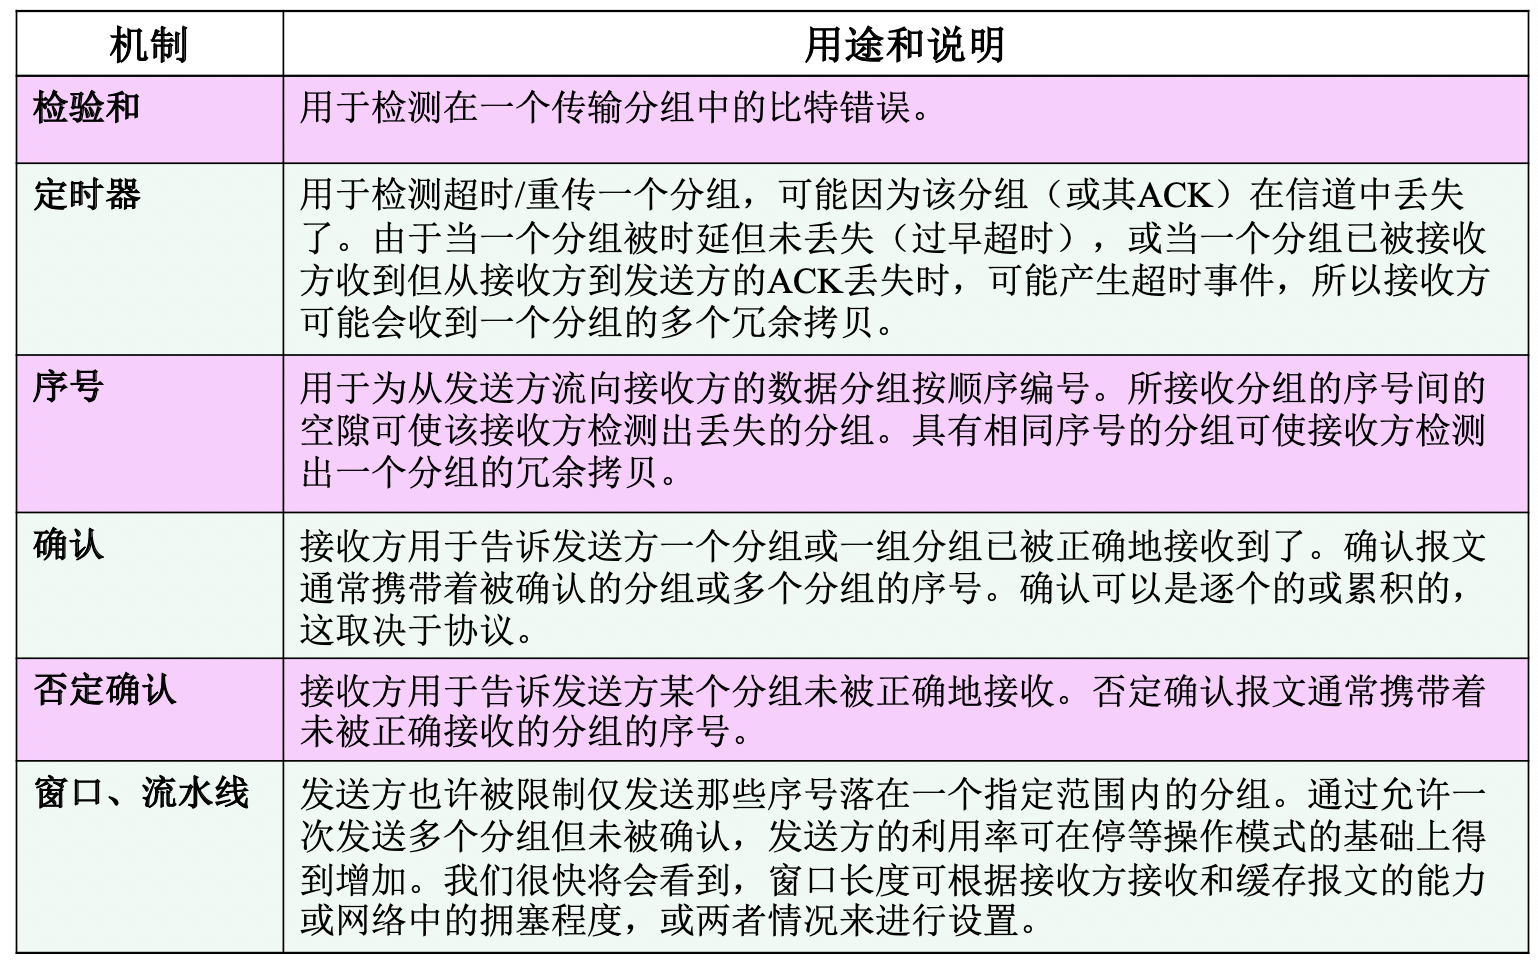 机制
用途和说明
检验和
用于检测在一个传输分组中的比特错误。
定时器
用于检测超时/重传一个分组，可能因为该分组（或其ACK）在信道中丢失
了。由于当一个分组被时延但未丢失（过早超时），或当一个分组已被接收
方收到但从接收方到发送方的ACK丢失时，可能产生超时事件，所以接收方
可能会收到一个分组的多个冗余拷贝。
序号
用于为从发送方流向接收方的数据分组按顺序编号。所接收分组的序号间的
空隙可使该接收方检测出丢失的分组。具有相同序号的分组可使接收方检测
出一个分组的冗余拷贝。
确认
接收方用于告诉发送方一个分组或一组分组已被正确地接收到了。确认报文
通常携带着被确认的分组或多个分组的序号。确认可以是逐个的或累积的，
这取决于协议。
否定确认
接收方用于告诉发送方某个分组未被正确地接收。否定确认报文通常携带着
未被正确接收的分组的序号。
窗口、流水线
发送方也许被限制仅发送那些序号落在一个指定范围内的分组。通过允许一
次发送多个分组但未被确认，发送方的利用率可在停等操作模式的基础上得
到增加。我们很快将会看到，窗口长度可根据接收方接收和缓存报文的能力
或网络中的拥塞程度，或两者情况来进行设置。